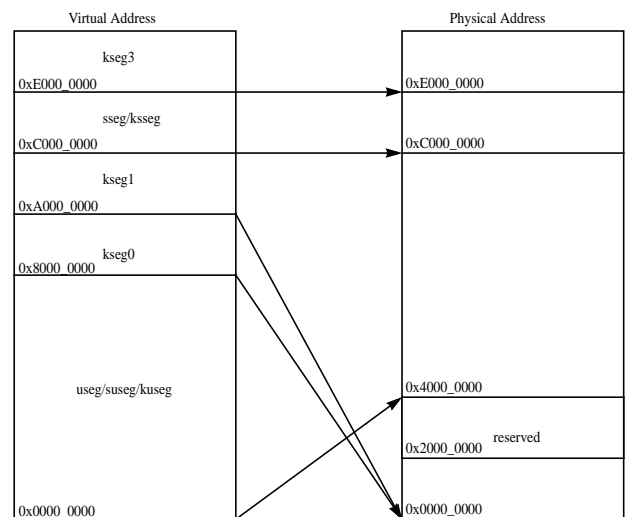 Virtual Address
Physical Address
kseg3
0xE000_0000
0xE000_0000
sseg/ksseg
0xC000_0000
0xC000_0000
kseg1
0xA000_0000
kseg0
0x8000_0000
useg/suseg/kuseg
0x4000_0000
reserved
0x2000_0000
0x0000_0000
0x0000_0000